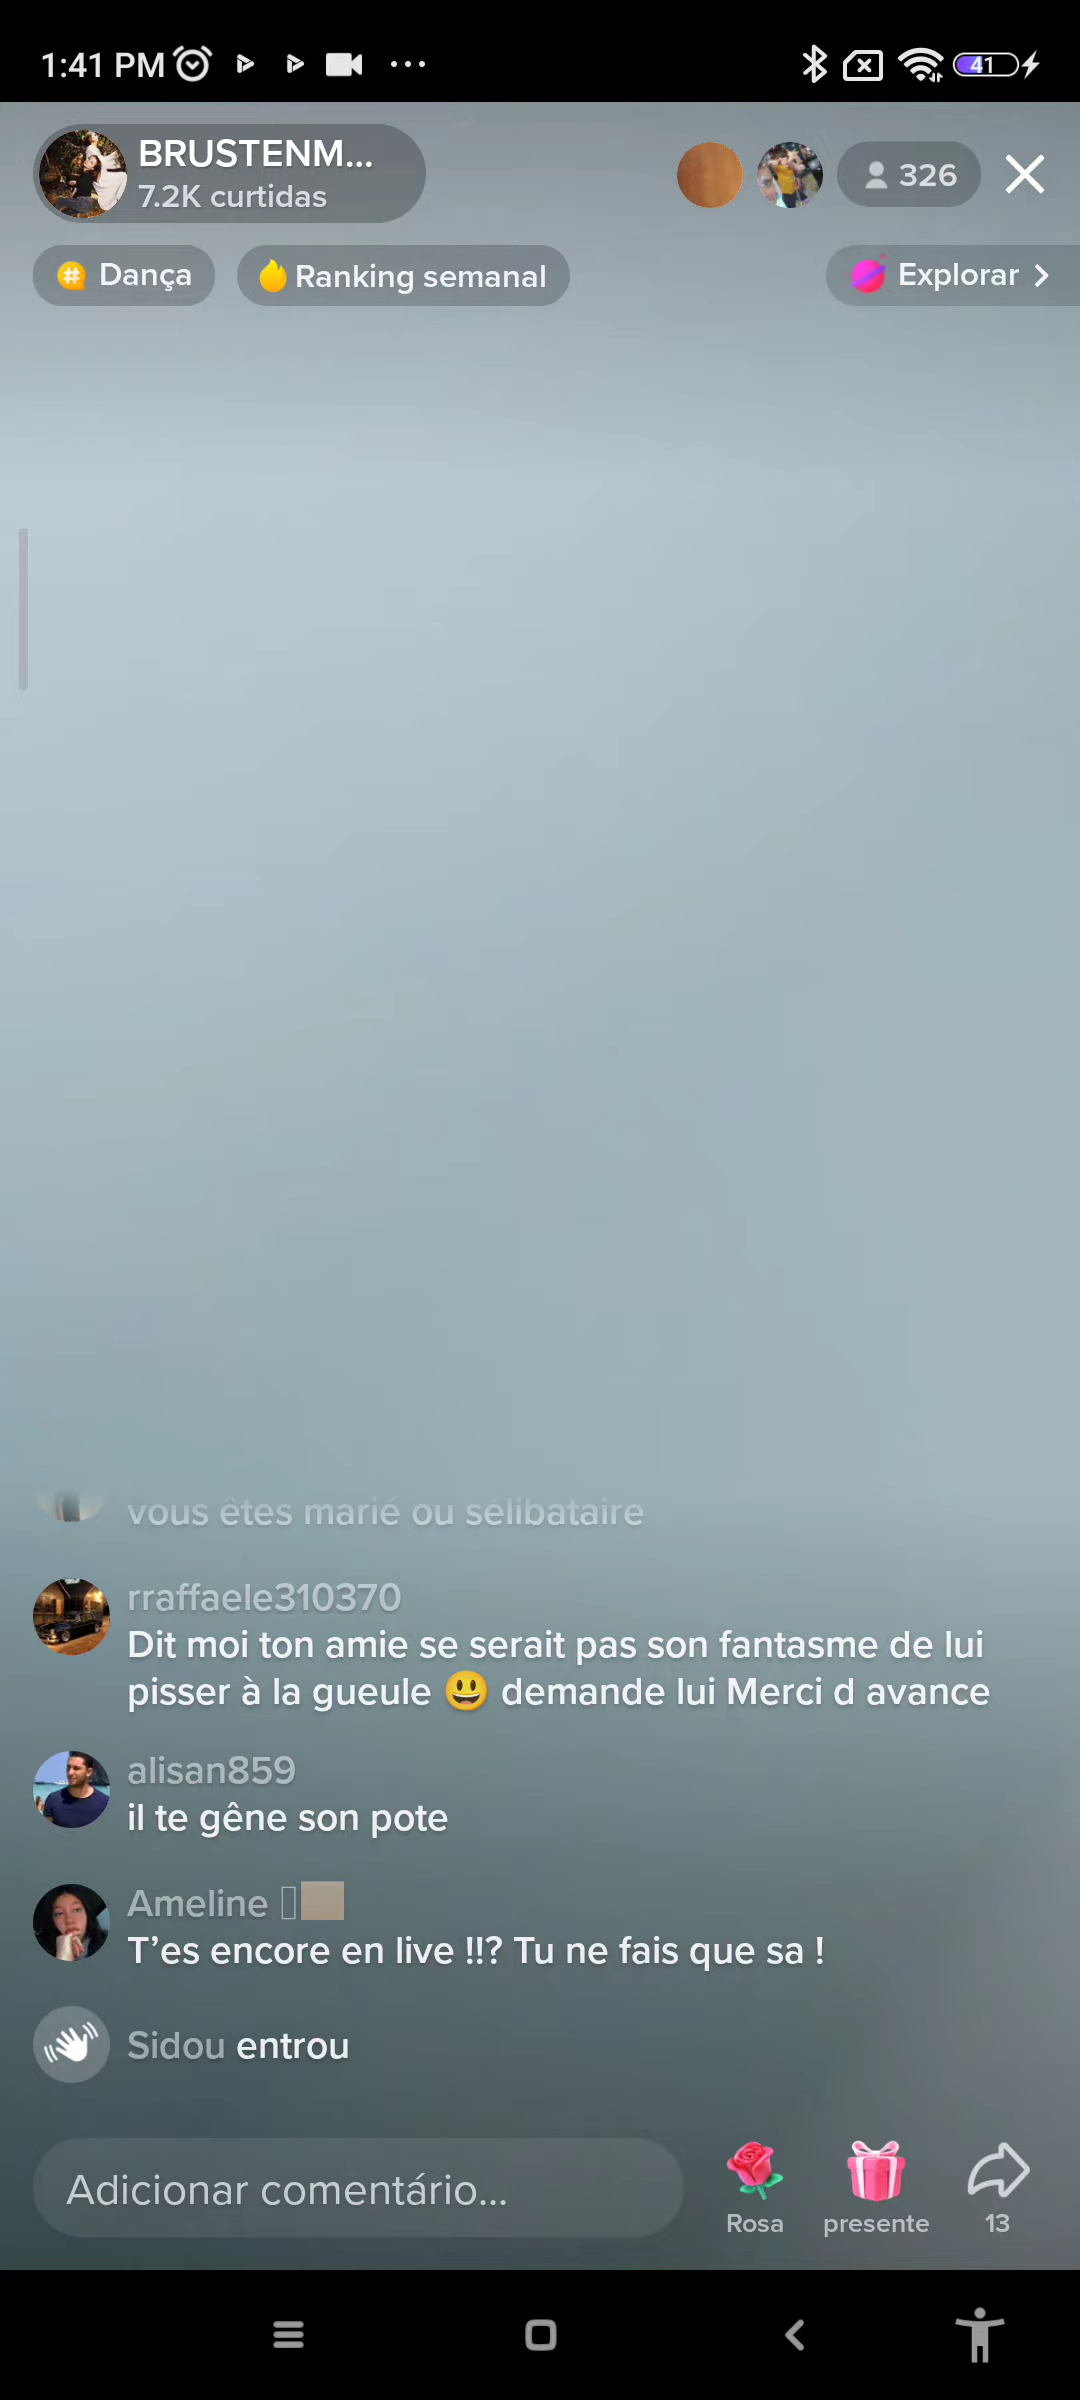 1:41 PM
41
BRUSTENM...
7.2K curtidas
326
Dança
Ranking semanal
Explorar
vous êtes marié ou sélibataire
rraffaele310370
Dit moi ton amie se serait pas son fantasme de lui
pisser à la gueule 😃 demande lui Merci d avance
alisan859
il te gêne son pote
Ameline
T’es encore en live !!? Tu ne fais que sa !
Sidou entrou
Adicionar comentário...
Rosa
presente
13